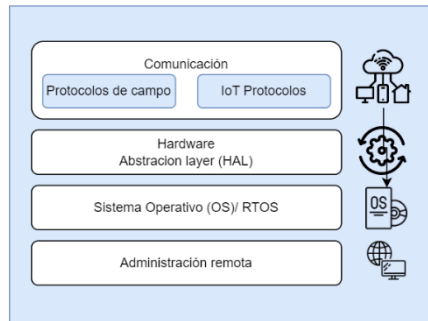 Comunicación
Protocolos de campo
IoT Protocolos
Hardware
Abstracion layer (HAL)
Sistema Operativo (OS)/ RTOS
OS
Administración remota